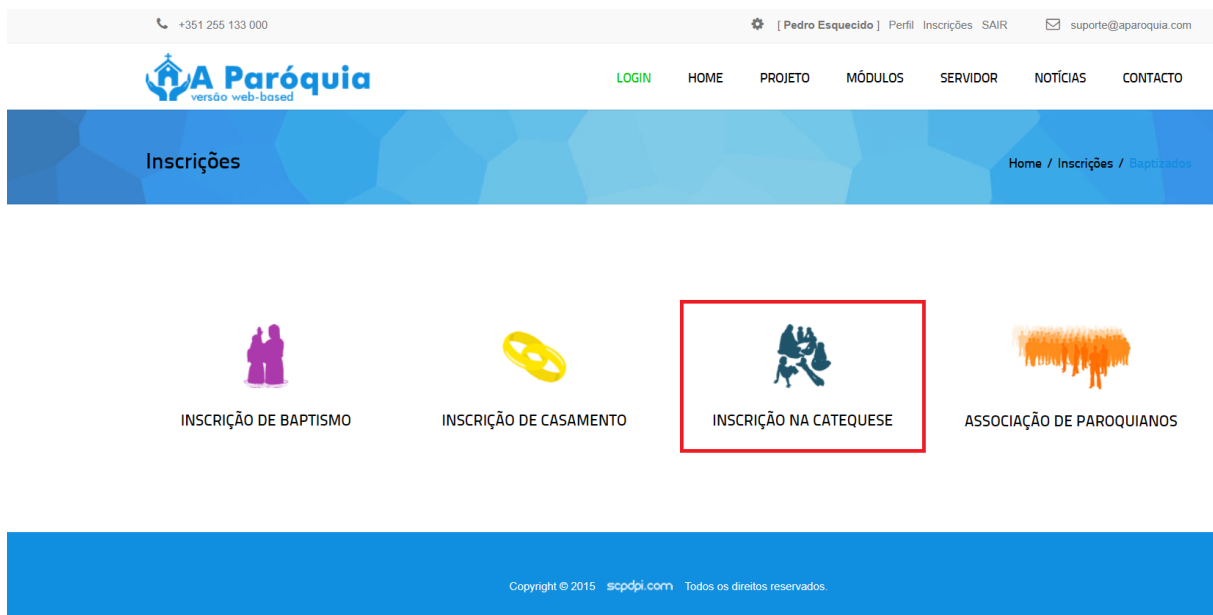 +351 255 133 000
[ Pedro Esquecido ] Perfil Inscrições SAIR
suporte@aparoquia.com
A Paróquia
versão web-based
LOGIN HOME PROJETO MÓDULOS SERVIDOR NOTÍCIAS CONTACTO
Inscrições
Home / Inscrições / Baptizados
INSCRIÇÃO DE BAPTISMO
INSCRIÇÃO DE CASAMENTO
INSCRIÇÃO NA CATEQUESE
ASSOCIAÇÃO DE PAROQUIANOS
Copyright © 2015 scpdpi.com Todos os direitos reservados.